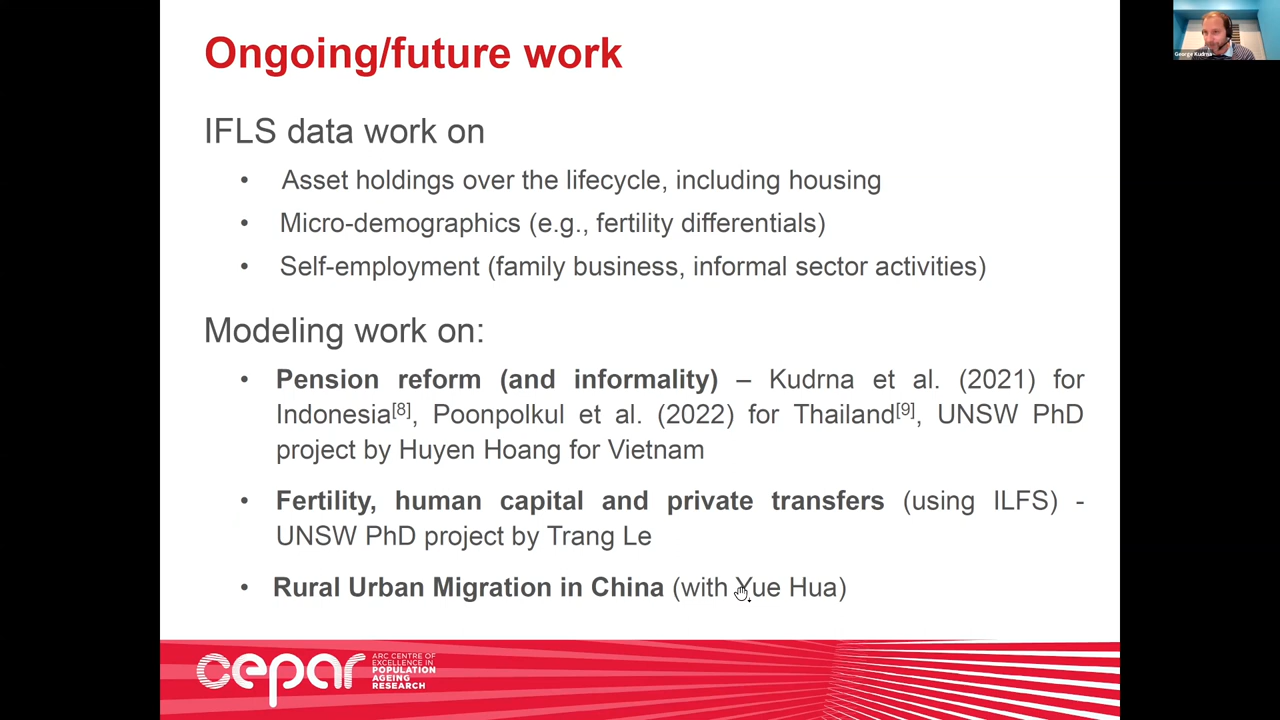 Ongoing/future work
George Kudrna
IFLS data work on
• Asset holdings over the lifecycle, including housing
• Micro-demographics (e.g., fertility differentials)
• Self-employment (family business, informal sector activities)
Modeling work on:
• Pension reform (and informality) – Kudrna et al. (2021) for
Indonesia[8], Poonpolkul et al. (2022) for Thailand[9], UNSW PhD
project by Huyen Hoang for Vietnam
• Fertility, human capital and private transfers (using ILFS) -
UNSW PhD project by Trang Le
• Rural Urban Migration in China (with Yue Hua)
cepar
ARC CENTRE OF
EXCELLENCE IN
POPULATION
AGEING
RESEARCH